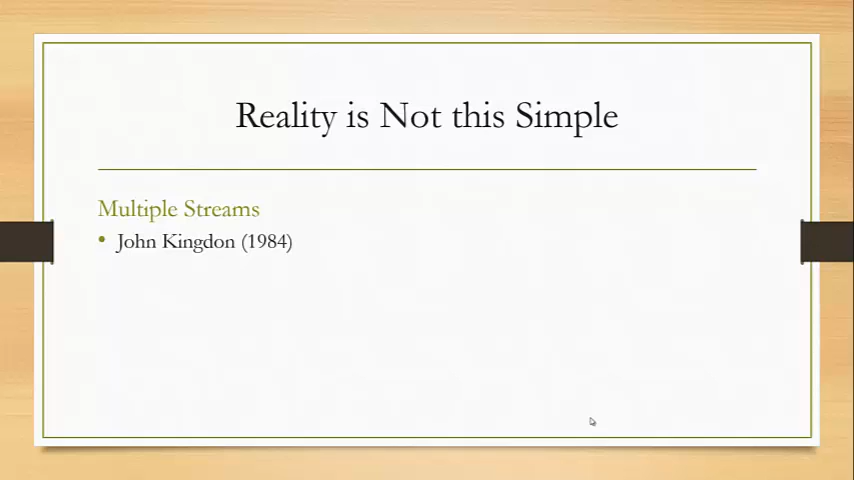 Reality is Not this Simple
Multiple Streams
• John Kingdon (1984)